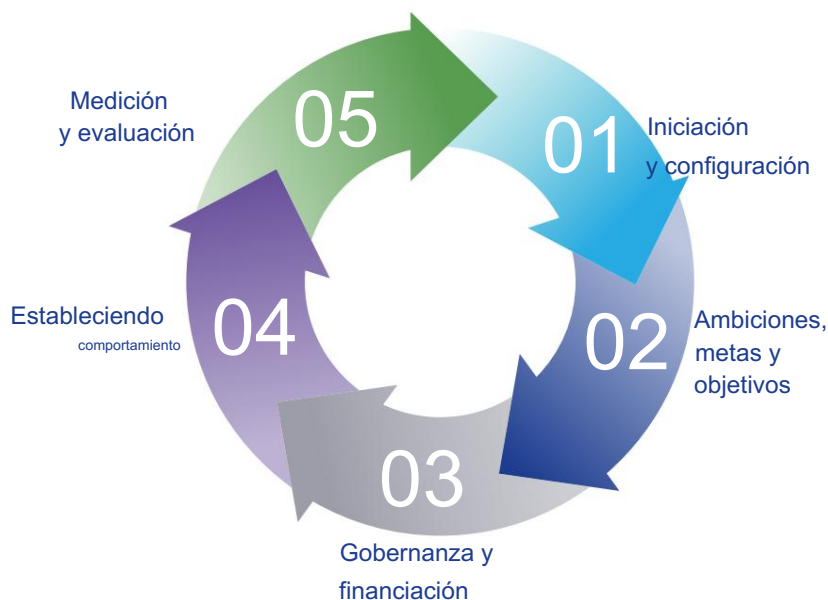 01
Iniciación
y configuración
02
Ambiciones,
metas y
objetivos
03
Gobernanza y
financiación
04
Estableciendo
comportamiento
05
Medición
y evaluación